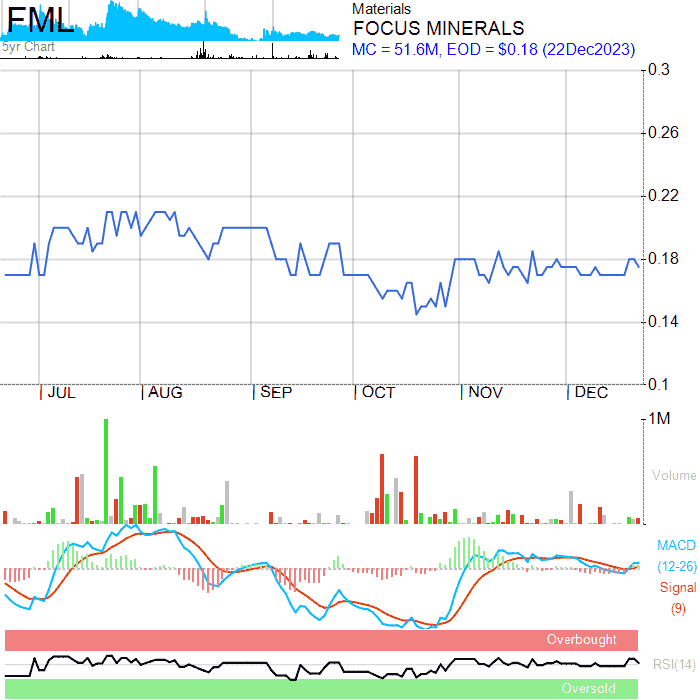 FML
5yr Chart
Materials
FOCUS MINERALS
MC = 51.6M, EOD = $0.18 (22Dec2023)
0.3
0.26
0.22
0.18
0.14
0.1
JUL AUG SEP OCT NOV DEC
1M
Volume
MACD
(12-26)
Signal
(9)
Overbought
RSI(14)
Oversold